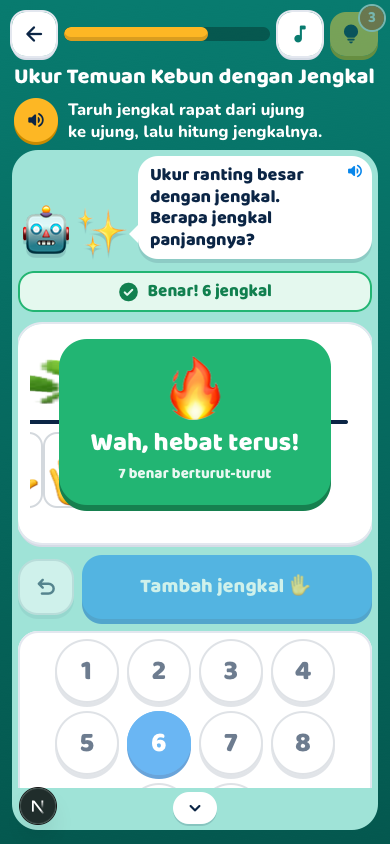 3
Ukur Temuan Kebun dengan Jengkal
Taruh jengkal rapat dari ujung
ke ujung, lalu hitung jengkalnya.
Ukur ranting besar
dengan jengkal.
Berapa jengkal
panjangnya?
Benar! 6 jengkal
Wah, hebat terus!
7 benar berturut-turut
Tambah jengkal
1 2 3 4
5 6 7 8
N